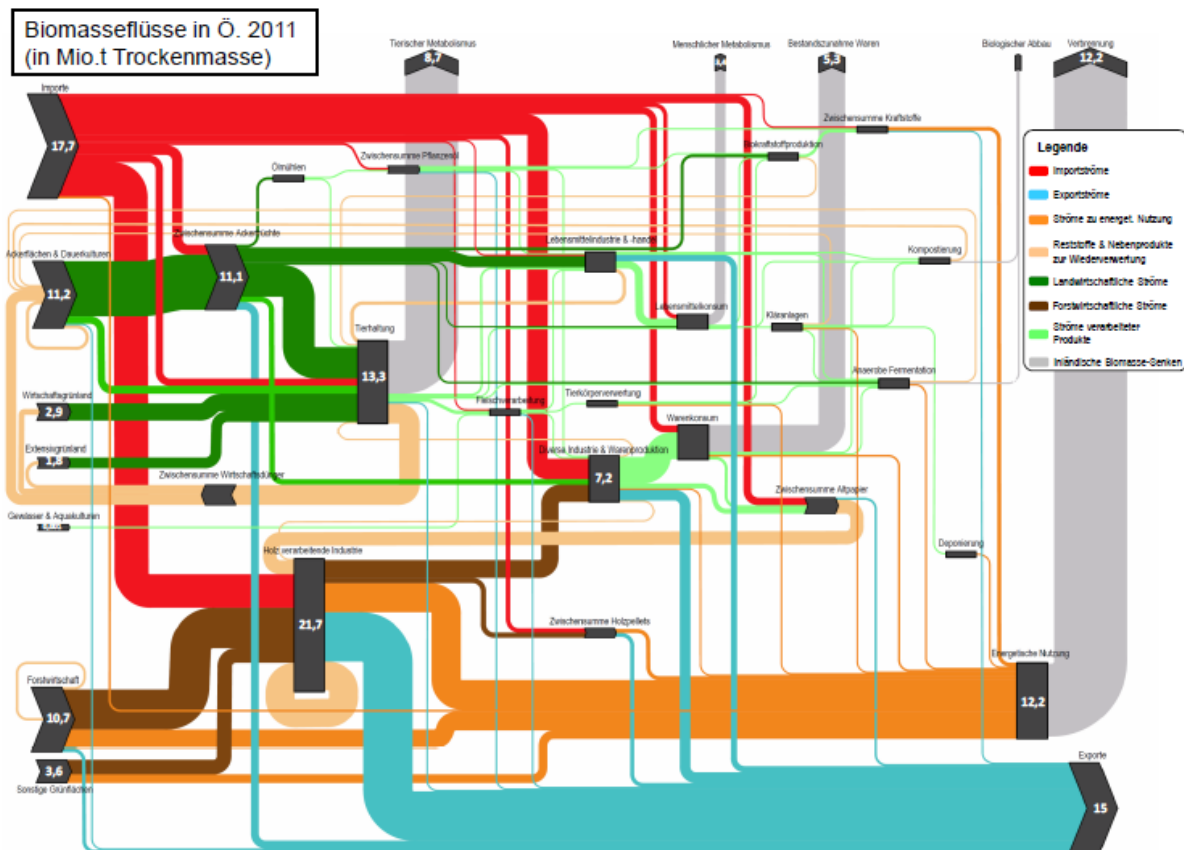 Biomasseflüsse in Ö. 2011
(in Mio.t Trockenmasse)
Tierischer Metabolismus
8,7
Menschlicher Metabolismus
Bestandszunahme Waren
5,3
Biologischer Abbau
Verbrennung
12,2
Importe
17,7
Zwischensumme Kraftstoffe
Biokraftstoffproduktion
Zwischensumme Pflanzenöl
Ölmühlen
Legende
Importströme
Exportströme
Ströme zu energet. Nutzung
Reststoffe & Nebenprodukte
zur Wiederverwertung
Landwirtschaftliche Ströme
Forstwirtschaftliche Ströme
Ströme verarbeiteter
Produkte
Inländische Biomasse-Senken
Zwischensumme Ackerfrüchte
11,1
Ackerflächen & Dauerkulturen
11,2
Lebensmittelindustrie & -handel
Kompostierung
Lebensmittelkonsum
Kläranlagen
Tierhaltung
13,3
Anaerobe Fermentation
Wirtschaftsgrünland
2,9
Fleischverarbeitung
Tierkörperverwertung
Warenkonsum
Extensivgrünland
1,8
Diverse Industrie & Warenproduktion
7,2
Zwischensumme Wirtschaftsdünger
Zwischensumme Altpapier
Gewässer & Aquakulturen
Holzverarbeitende Industrie
21,7
Deponierung
Zwischensumme Holzpellets
Energetische Nutzung
12,2
Forstwirtschaft
10,7
3,6
Sonstige Grünflächen
Exporte
15